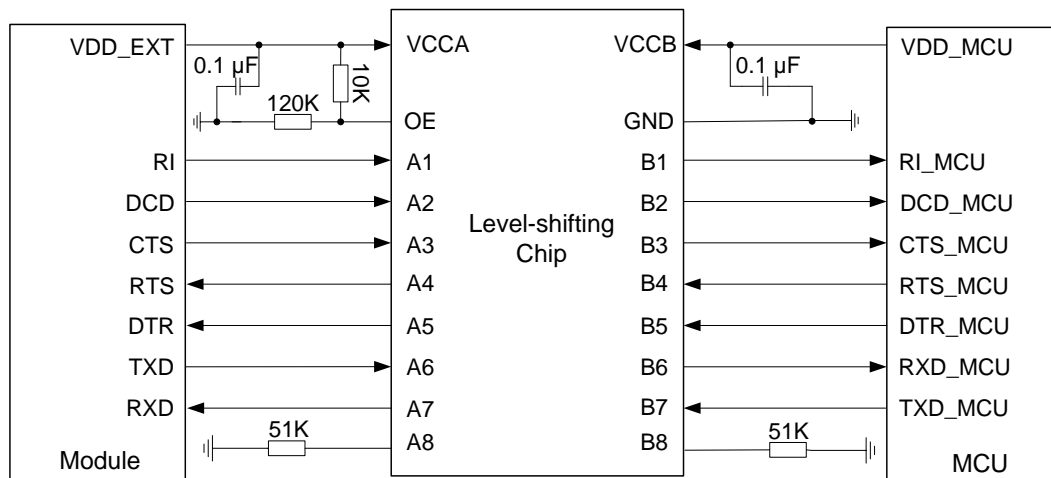 VDD_EXT
VCCA
VCCB
VDD_MCU
0.1 µF
10K
0.1 µF
120K
OE
GND
RI
A1
B1
RI_MCU
DCD
A2
B2
DCD_MCU
Level-shifting
Chip
CTS
A3
B3
CTS_MCU
RTS
A4
B4
RTS_MCU
DTR
A5
B5
DTR_MCU
TXD
A6
B6
RXD_MCU
RXD
A7
B7
TXD_MCU
51K
A8
B8
51K
Module
MCU